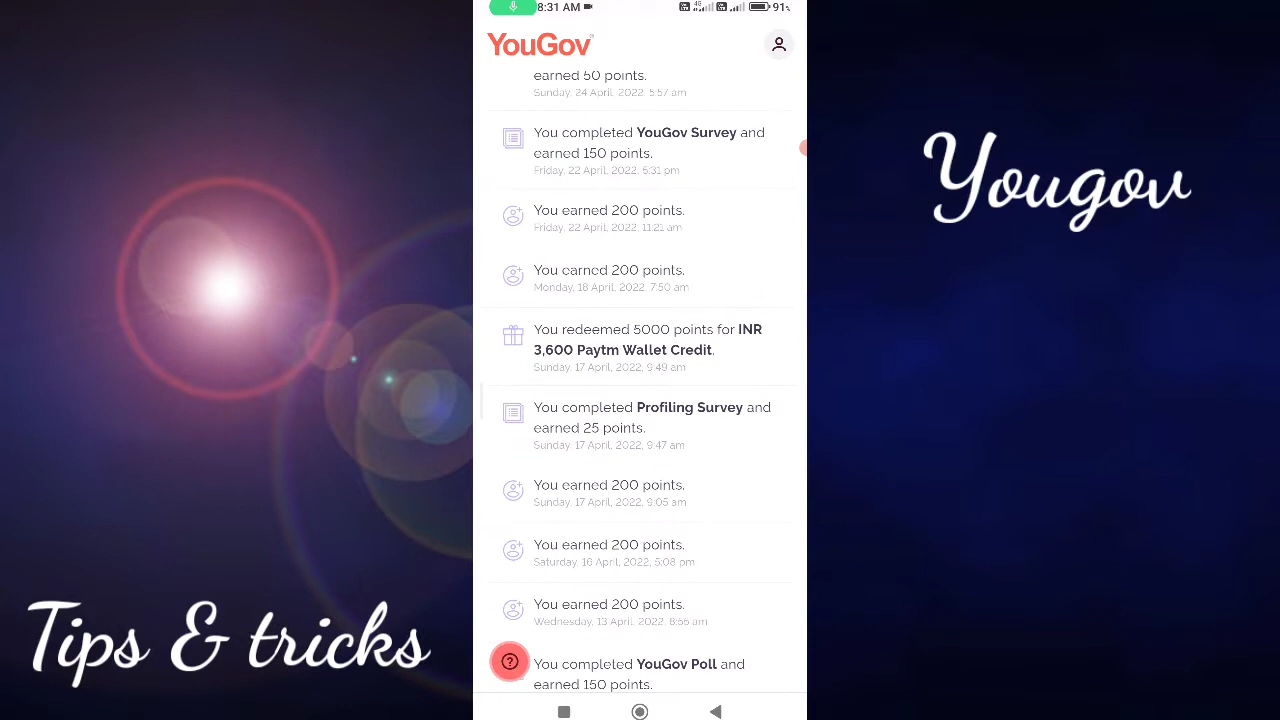 8:31 AM
4G
91%
YouGov
earned 50 points.
Sunday, 24 April, 2022, 5:57 am
You completed YouGov Survey and
earned 150 points.
Friday, 22 April, 2022, 5:31 pm
You earned 200 points.
Friday, 22 April, 2022, 11:21 am
You earned 200 points.
Monday, 18 April, 2022, 7:50 am
You redeemed 5000 points for INR
3,600 Paytm Wallet Credit.
Sunday, 17 April, 2022, 9:49 am
You completed Profiling Survey and
earned 25 points.
Sunday, 17 April, 2022, 9:47 am
You earned 200 points.
Sunday, 17 April, 2022, 9:05 am
You earned 200 points.
Saturday, 16 April, 2022, 5:08 pm
You earned 200 points.
Wednesday, 13 April, 2022, 8:56 am
You completed YouGov Poll and
earned 150 points.
Tips & tricks
Yougov